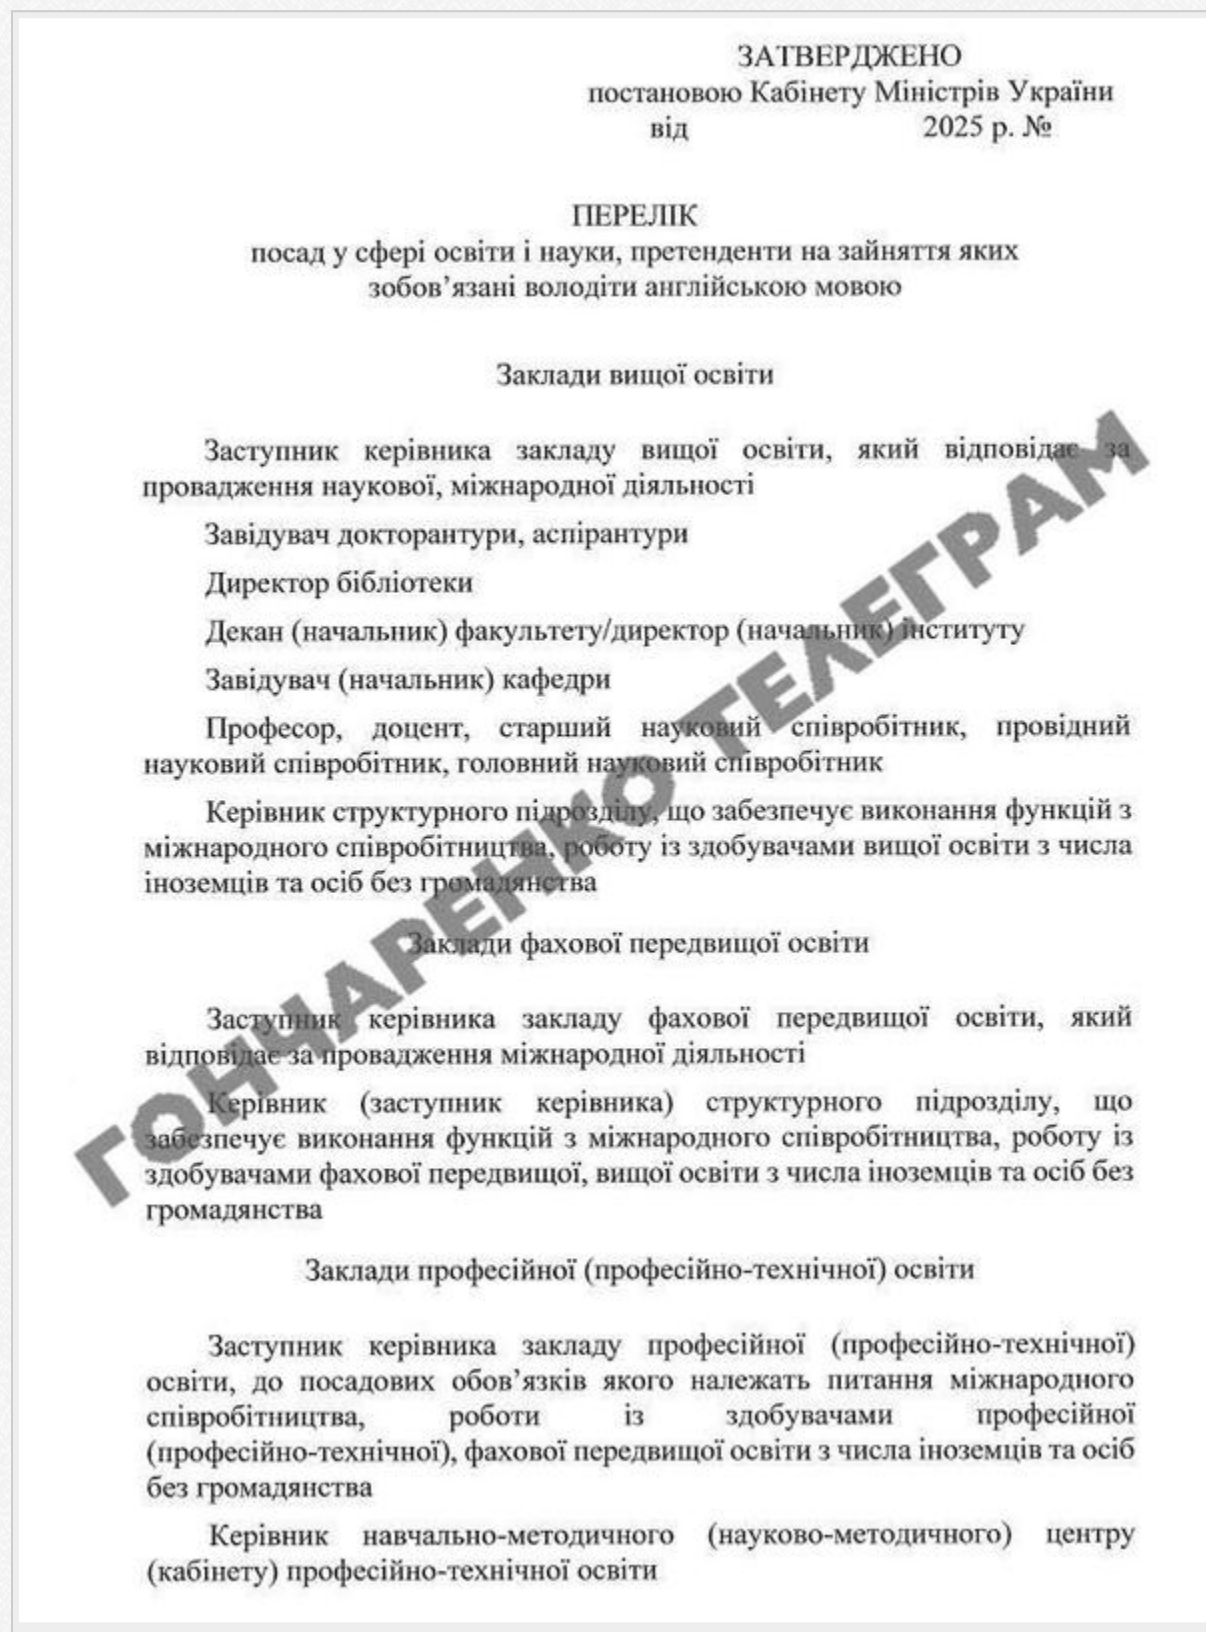 ЗАТВЕРДЖЕНО
постановою Кабінету Міністрів України
від 2025 р. №
ПЕРЕЛІК
посад у сфері освіти і науки, претенденти на зайняття яких
зобов’язані володіти англійською мовою
Заклади вищої освіти
Заступник керівника закладу вищої освіти, який відповідає за
провадження наукової, міжнародної діяльності
Завідувач докторантури, аспірантури
Директор бібліотеки
Декан (начальник) факультету/директор (начальник) інституту
Завідувач (начальник) кафедри
Професор, доцент, старший науковий співробітник, провідний
науковий співробітник, головний науковий співробітник
Керівник структурного підрозділу, що забезпечує виконання функцій з
міжнародного співробітництва, роботу із здобувачами вищої освіти з числа
іноземців та осіб без громадянства
Заклади фахової передвищої освіти
Заступник керівника закладу фахової передвищої освіти, який
відповідає за провадження міжнародної діяльності
Керівник (заступник керівника) структурного підрозділу, що
забезпечує виконання функцій з міжнародного співробітництва, роботу із
здобувачами фахової передвищої, вищої освіти з числа іноземців та осіб без
громадянства
Заклади професійної (професійно-технічної) освіти
Заступник керівника закладу професійної (професійно-технічної)
освіти, до посадових обов’язків якого належать питання міжнародного
співробітництва, роботи із здобувачами професійної
(професійно-технічної), фахової передвищої освіти з числа іноземців та осіб
без громадянства
Керівник навчально-методичного (науково-методичного) центру
(кабінету) професійно-технічної освіти
ГОНЧАРЕНКО ТЕЛЕГРАМ